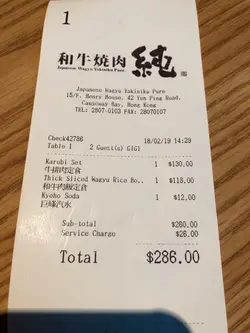 1
和牛焼肉 純
Japanese Wagyu Yakiniku Pure
Japanese Wagyu Yakiniku Pure
15/F. Henry House. 42 Yun Ping Road.
Causeway Bay. Hong Kong
TEL: 2807-0103 FAX: 28070107
Check42786 18/02/19 14:29
Table 1 2 Guest(s) GIG1
Karubi Set 1 $130.00
牛排肉定食
Thick Sliced Wagyu Rice Bo.. 1 $118.00
和牛肉飯定食
Kyoho Soda 1 $12.00
巨峰汽水
Sub-total $260.00
Service Charge $26.00
Total $286.00